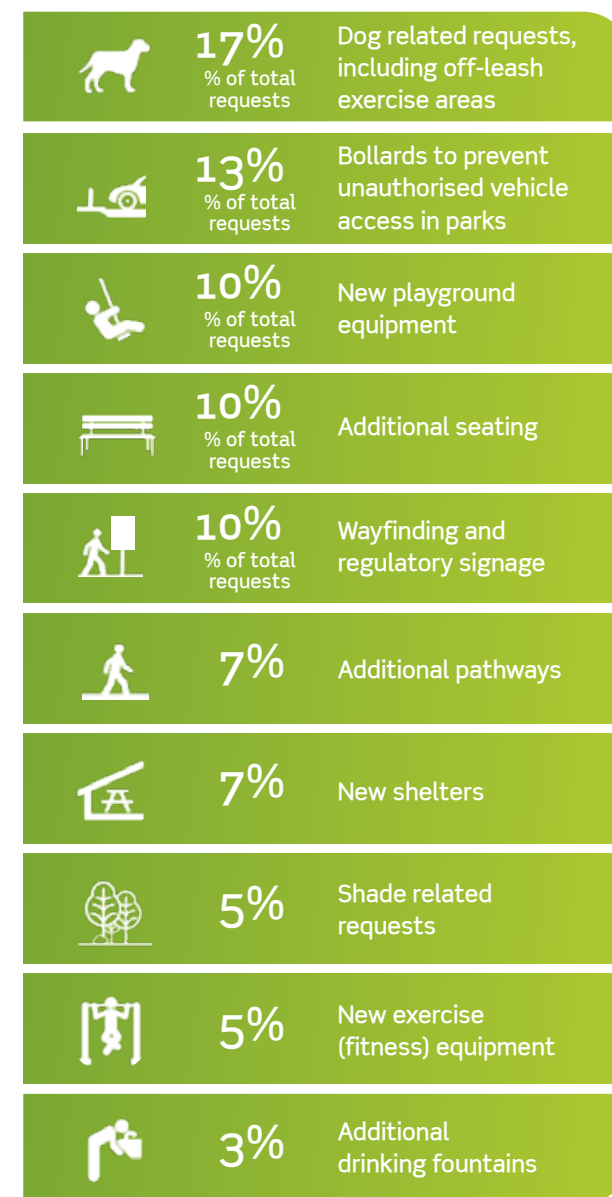 17%
% of total
requests
Dog related requests,
including off-leash
exercise areas
13%
% of total
requests
Bollards to prevent
unauthorised vehicle
access in parks
10%
% of total
requests
New playground
equipment
10%
% of total
requests
Additional seating
10%
% of total
requests
Wayfinding and
regulatory signage
7%
Additional pathways
7%
New shelters
5%
Shade related
requests
5%
New exercise
(fitness) equipment
3%
Additional
drinking fountains